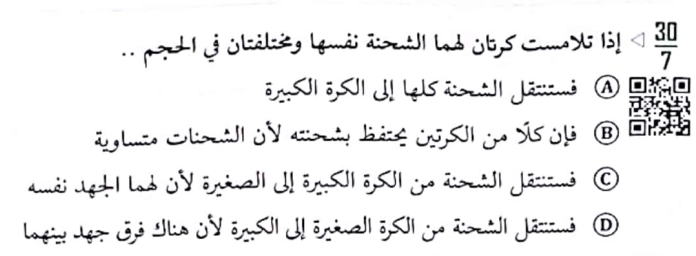 30/7 ◁ إذا تلامست كرتان لهما الشحنة نفسها ومختلفتان في الحجم ..
A فستنتقل الشحنة كلها إلى الكرة الكبيرة
B فإن كلًا من الكرتين يحتفظ بشحنته لأن الشحنات متساوية
C فستنتقل الشحنة من الكرة الكبيرة إلى الصغيرة لأن لهما الجهد نفسه
D فستنتقل الشحنة من الكرة الصغيرة إلى الكبيرة لأن هناك فرق جهد بينهما